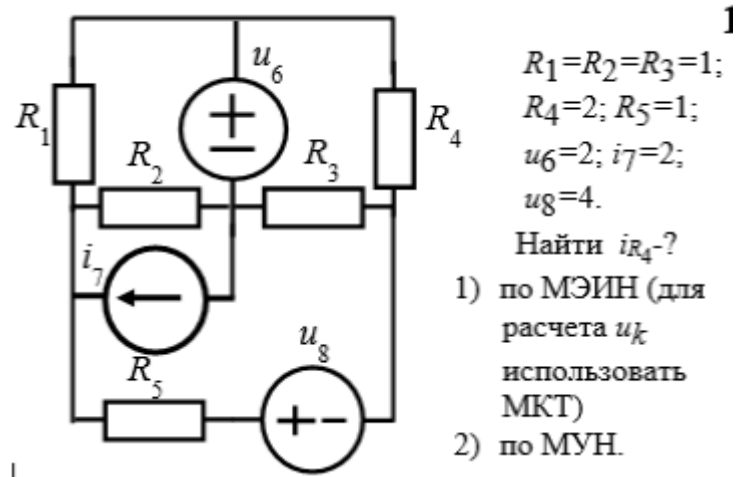 1
u₆
R₁
R₄
R₂
R₃
i₇
u₈
R₅
R1=R2=R3=1;
R4=2; R5=1;
u6=2; i7=2;
u8=4.
Найти iR4-?
1) по МЭИН (для
расчета uk
использовать
МКТ)
2) по МУН.